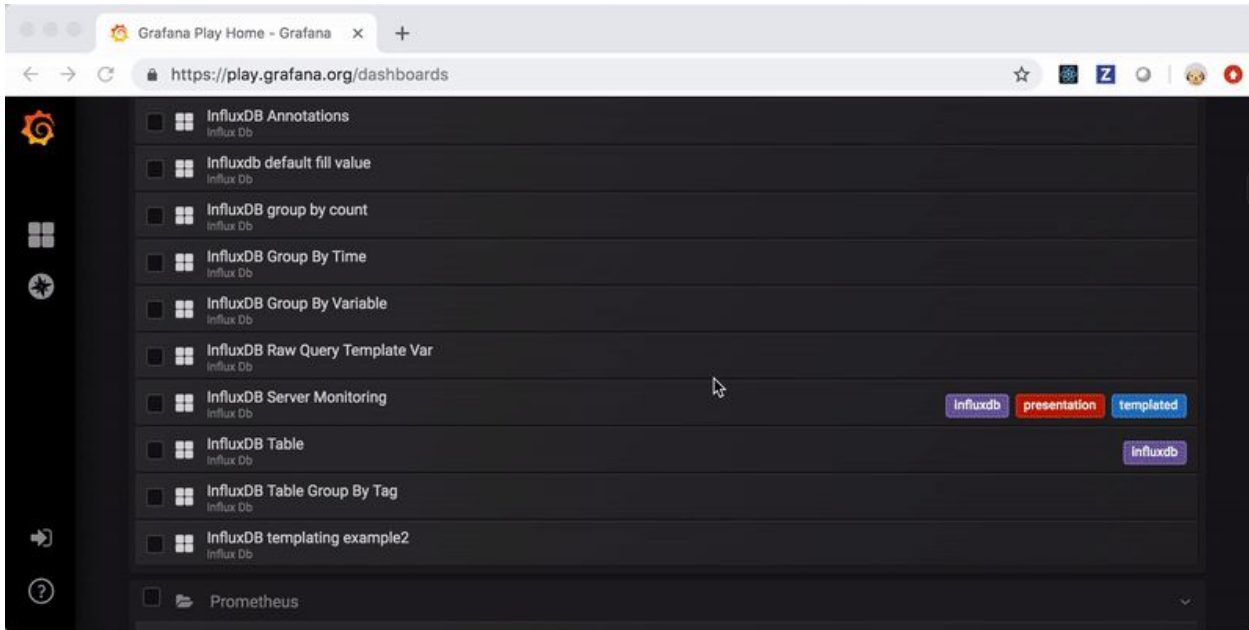 Grafana Play Home - Grafana
https://play.grafana.org/dashboards
Z
InfluxDB Annotations
Influx Db
Influxdb default fill value
Influx Db
InfluxDB group by count
Influx Db
InfluxDB Group By Time
Influx Db
InfluxDB Group By Variable
Influx Db
InfluxDB Raw Query Template Var
Influx Db
InfluxDB Server Monitoring
Influx Db
influxdb presentation templated
InfluxDB Table
Influx Db
influxdb
InfluxDB Table Group By Tag
Influx Db
InfluxDB templating example2
Influx Db
Prometheus